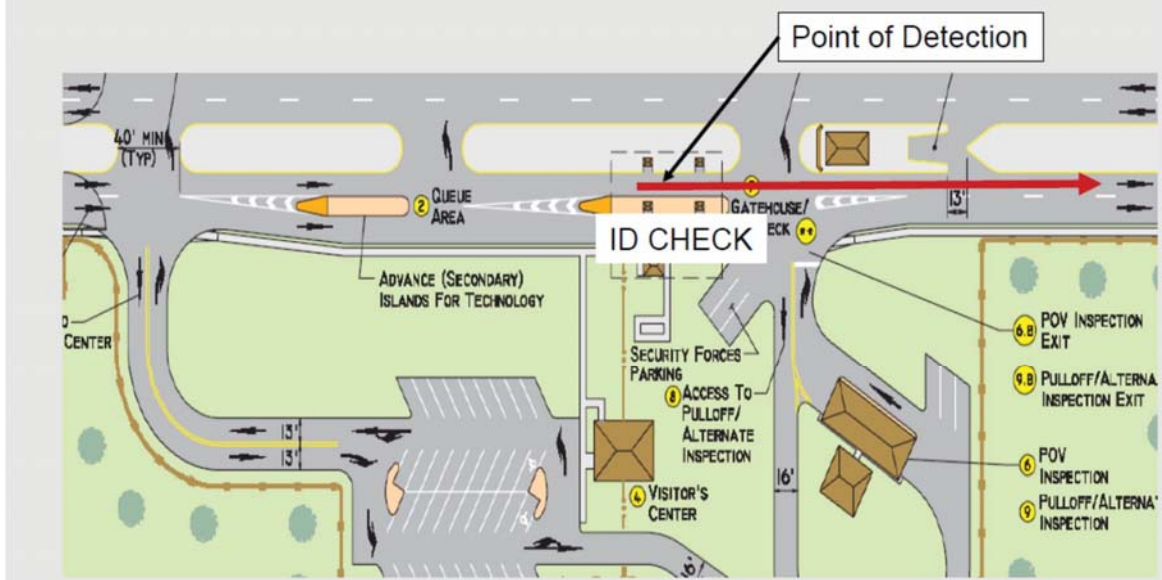 Point of Detection
40' MIN
(TYP)
2 QUEUE
AREA
13'
GATEHOUSE/
ID CHECK
ADVANCE (SECONDARY)
ISLANDS FOR TECHNOLOGY
CENTER
SECURITY FORCES
PARKING
6.B POV INSPECTION
EXIT
9.B PULLOFF/ALTERNA
INSPECTION EXIT
8 ACCESS TO
PULLOFF/
ALTERNATE
INSPECTION
13'
13'
16'
6 POV
INSPECTION
4 VISITOR'S
CENTER
9 PULLOFF/ALTERNA
INSPECTION
16'